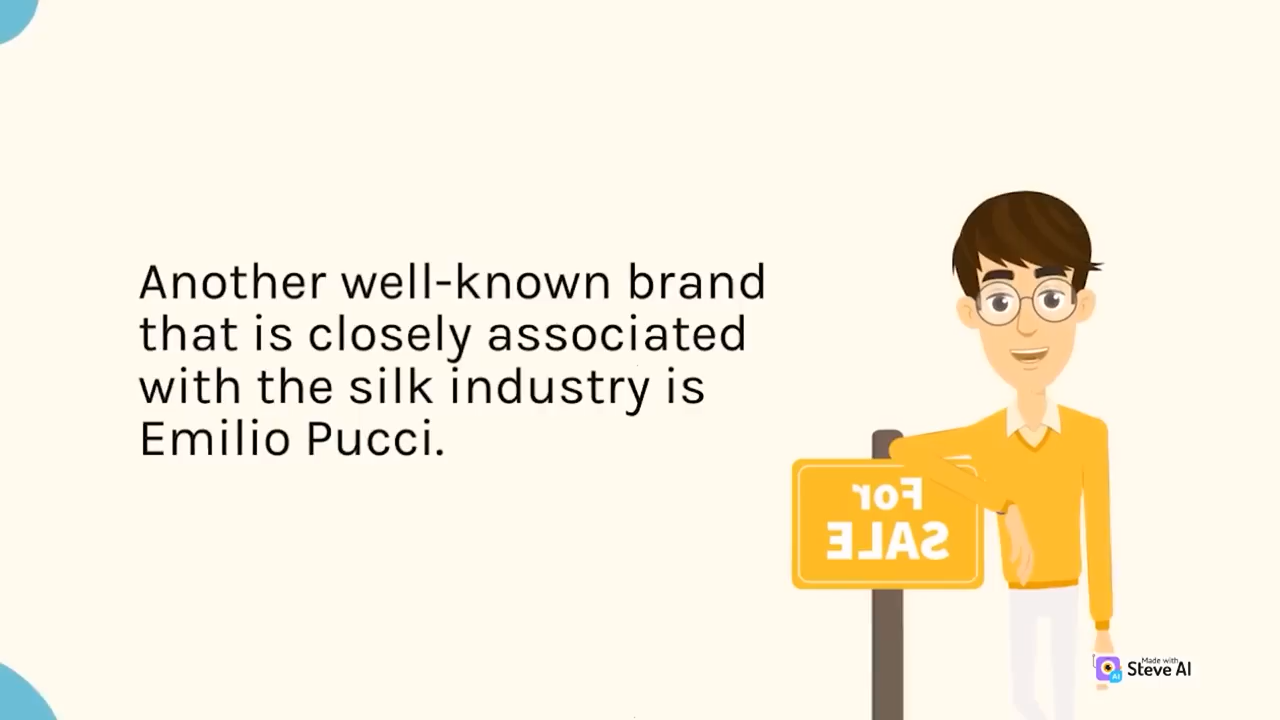 Another well-known brand
that is closely associated
with the silk industry is
Emilio Pucci.
For
SALE
Made with
Steve AI
AI